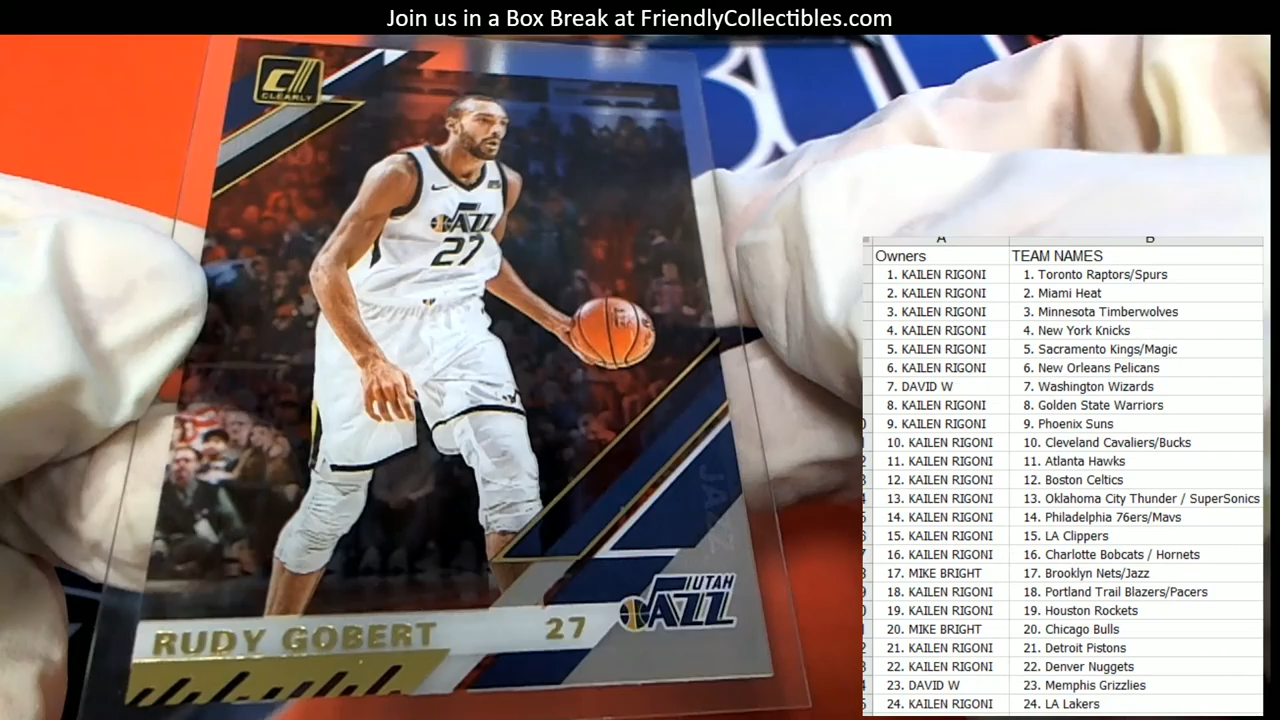 Join us in a Box Break at FriendlyCollectibles.com
CLEARLY
JAZZ
27
JAZZ
UTAH
JAZZ
RUDY GOBERT 27
A B
Owners TEAM NAMES
1. KAILEN RIGONI 1. Toronto Raptors/Spurs
2. KAILEN RIGONI 2. Miami Heat
3. KAILEN RIGONI 3. Minnesota Timberwolves
4. KAILEN RIGONI 4. New York Knicks
5. KAILEN RIGONI 5. Sacramento Kings/Magic
6. KAILEN RIGONI 6. New Orleans Pelicans
7. DAVID W 7. Washington Wizards
8. KAILEN RIGONI 8. Golden State Warriors
9. KAILEN RIGONI 9. Phoenix Suns
10. KAILEN RIGONI 10. Cleveland Cavaliers/Bucks
11. KAILEN RIGONI 11. Atlanta Hawks
12. KAILEN RIGONI 12. Boston Celtics
13. KAILEN RIGONI 13. Oklahoma City Thunder / SuperSonics
14. KAILEN RIGONI 14. Philadelphia 76ers/Mavs
15. KAILEN RIGONI 15. LA Clippers
16. KAILEN RIGONI 16. Charlotte Bobcats / Hornets
17. MIKE BRIGHT 17. Brooklyn Nets/Jazz
18. KAILEN RIGONI 18. Portland Trail Blazers/Pacers
19. KAILEN RIGONI 19. Houston Rockets
20. MIKE BRIGHT 20. Chicago Bulls
21. KAILEN RIGONI 21. Detroit Pistons
22. KAILEN RIGONI 22. Denver Nuggets
23. DAVID W 23. Memphis Grizzlies
24. KAILEN RIGONI 24. LA Lakers